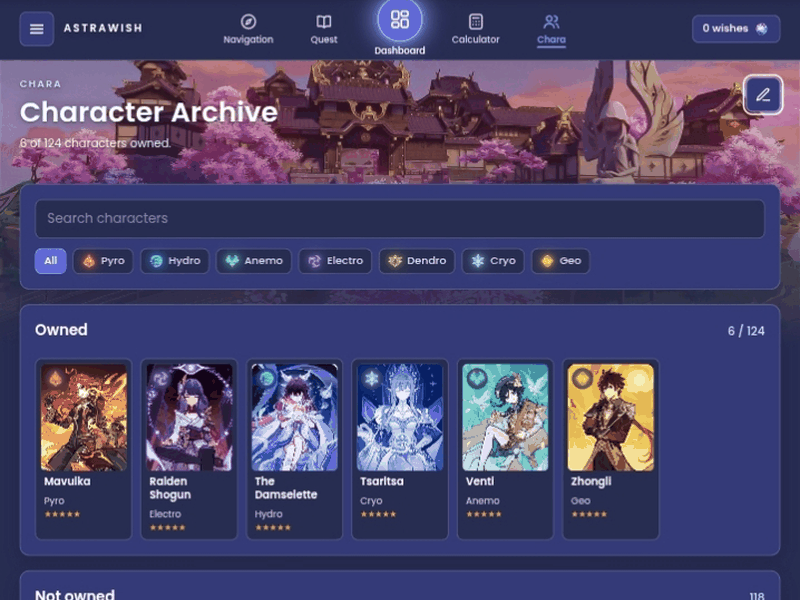 ASTRAWISH
Navigation
Quest
Dashboard
Calculator
Chara
0 wishes
CHARA
Character Archive
6 of 124 characters owned.
Search characters
All
Pyro
Hydro
Anemo
Electro
Dendro
Cryo
Geo
Owned
6 / 124
Mavuika
Pyro
★★★★★
Raiden
Shogun
Electro
★★★★★
The
Damselette
Hydro
★★★★★
Tsaritsa
Cryo
★★★★★
Venti
Anemo
★★★★★
Zhongli
Geo
★★★★★
Not owned
118